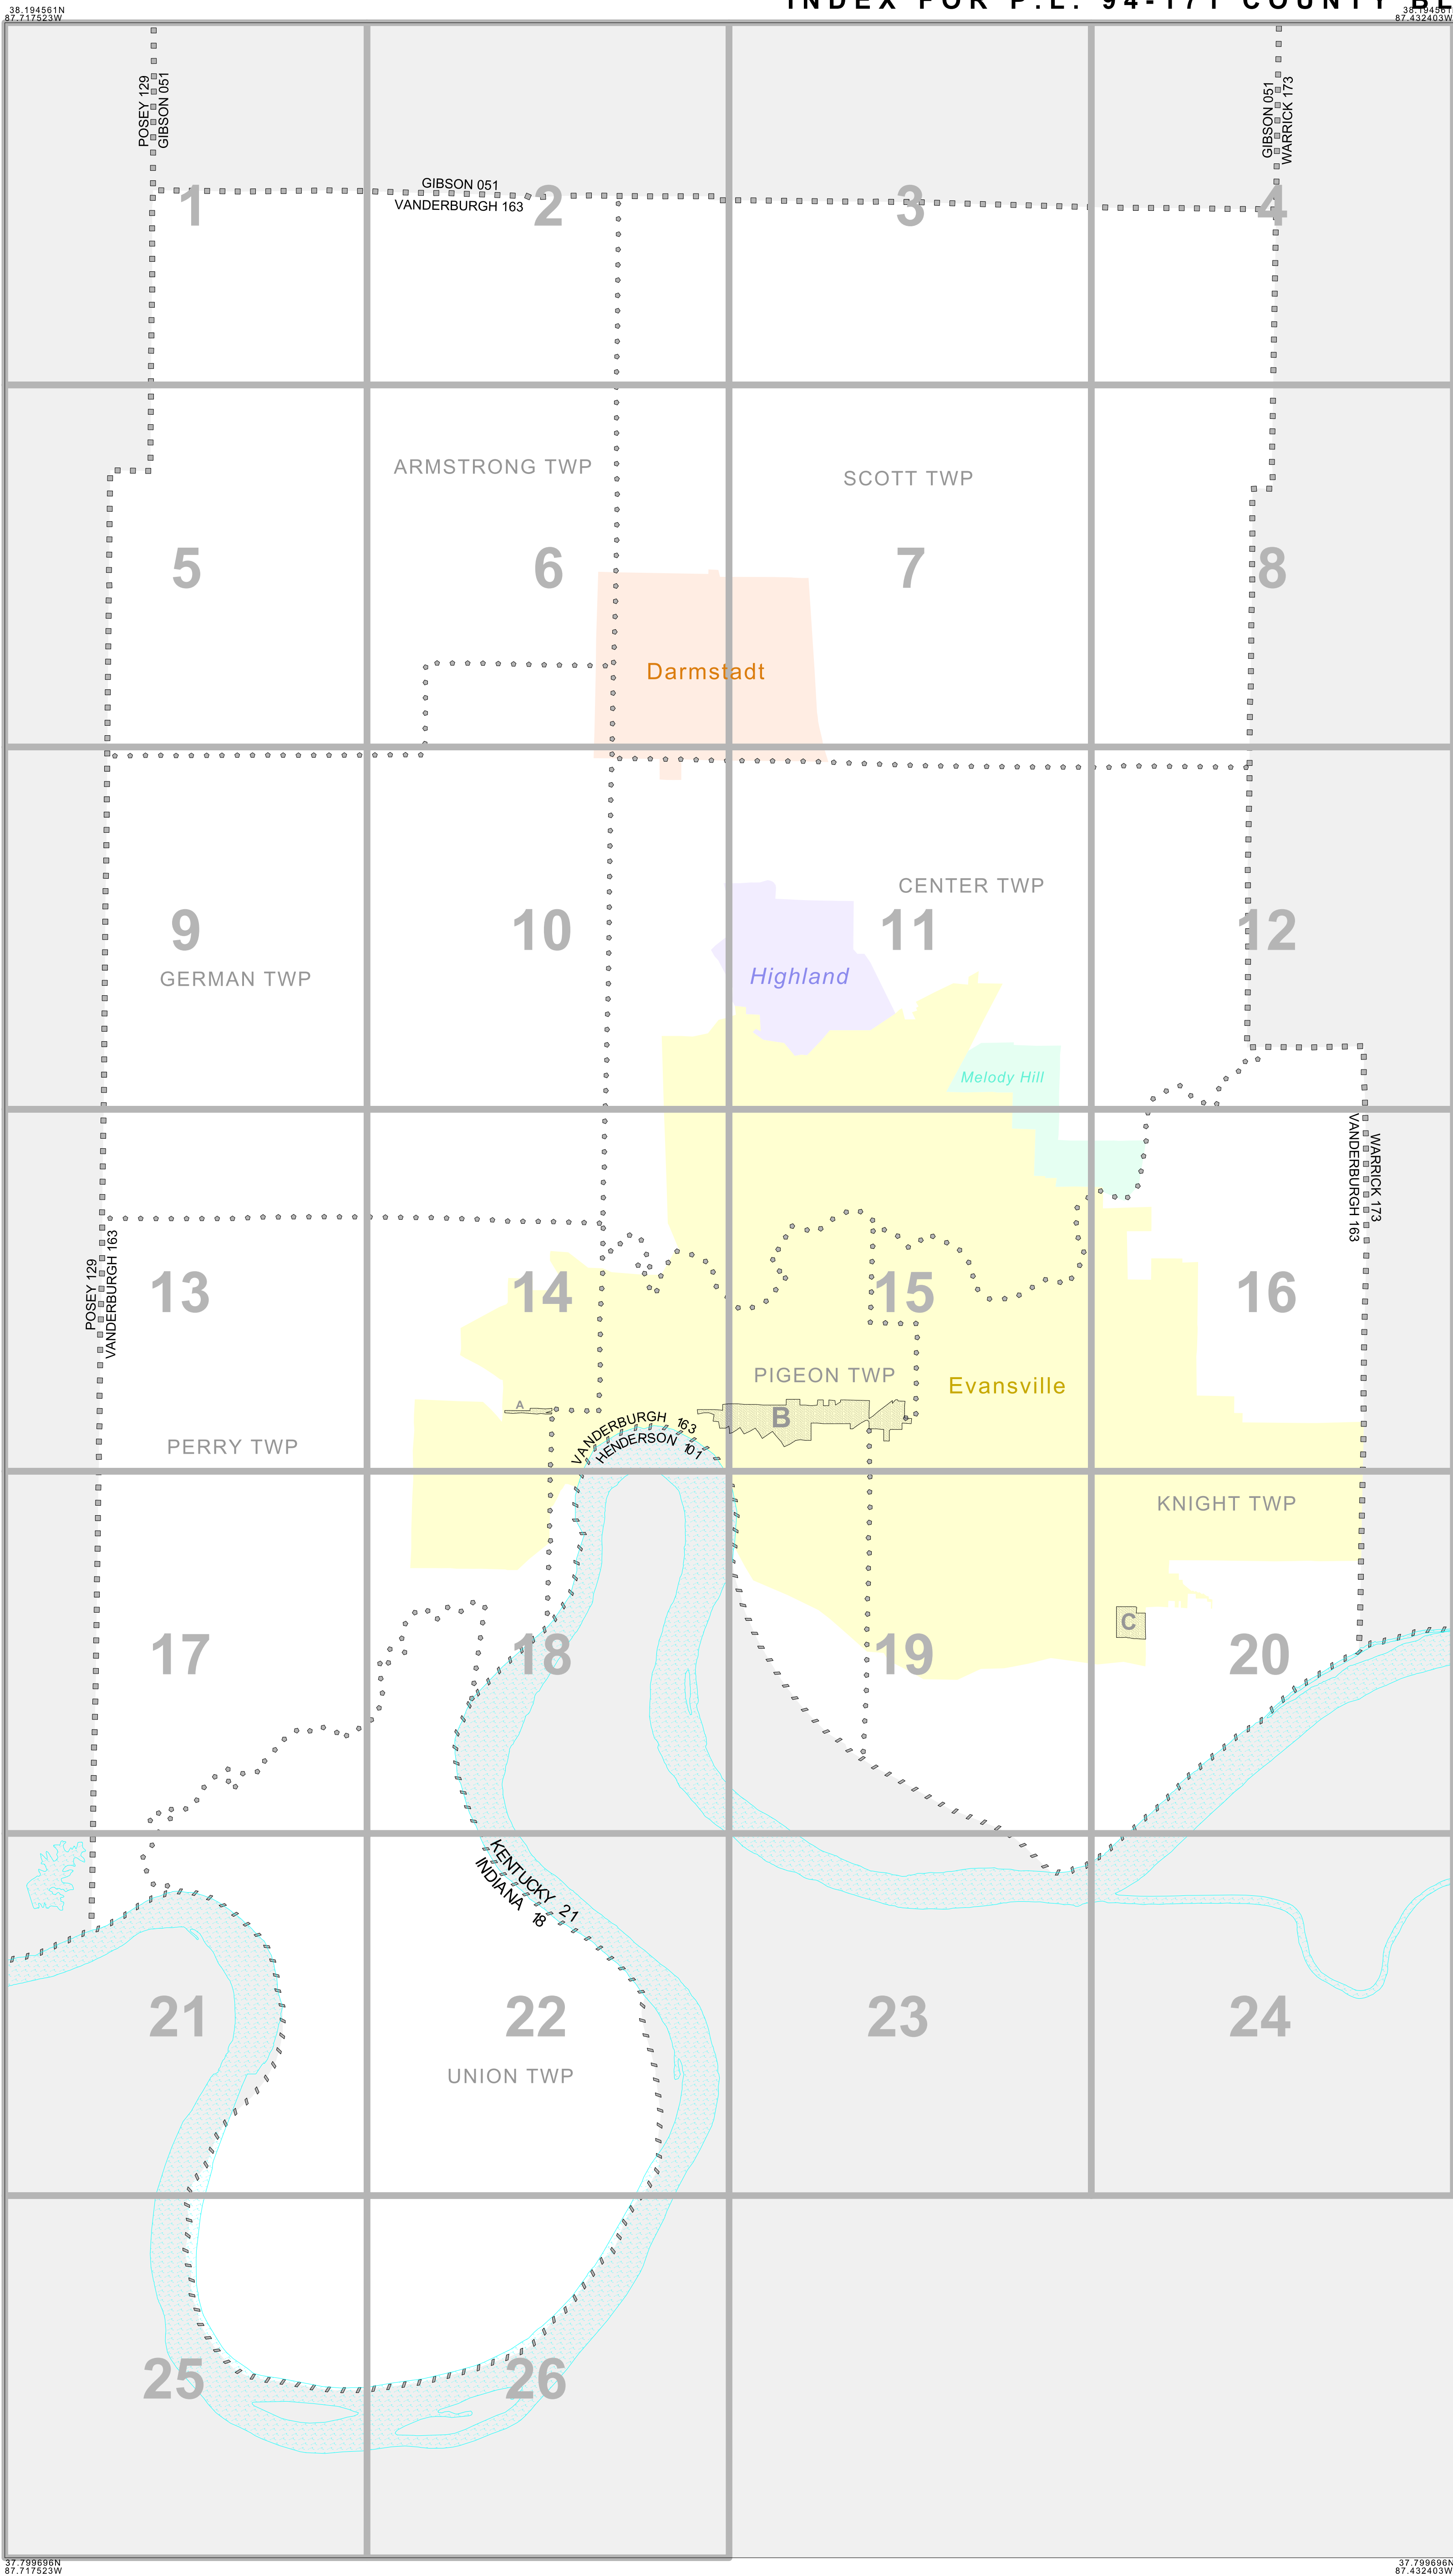 INDEX FOR P.L. 94-171 COUNTY BL
38.194561N
87.717523W
38.194561N
87.432403W
POSEY 129
GIBSON 051
GIBSON 051
WARRICK 173
GIBSON 051
VANDERBURGH 163
1
2
3
4
ARMSTRONG TWP
SCOTT TWP
5
6
7
8
Darmstadt
CENTER TWP
9
10
11
12
GERMAN TWP
Highland
Melody Hill
VANDERBURGH 163
WARRICK 173
POSEY 129
VANDERBURGH 163
13
14
15
16
PIGEON TWP
Evansville
A
B
VANDERBURGH 163
HENDERSON 101
PERRY TWP
KNIGHT TWP
C
17
18
19
20
KENTUCKY 21
INDIANA 18
21
22
23
24
UNION TWP
25
26
37.799696N
87.717523W
37.799696N
87.432403W